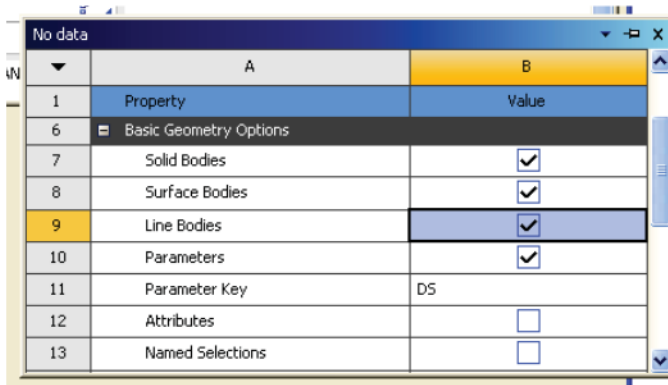 No data
A B
1 Property Value
6 Basic Geometry Options
7 Solid Bodies
8 Surface Bodies
9 Line Bodies
10 Parameters
11 Parameter Key DS
12 Attributes
13 Named Selections
AN